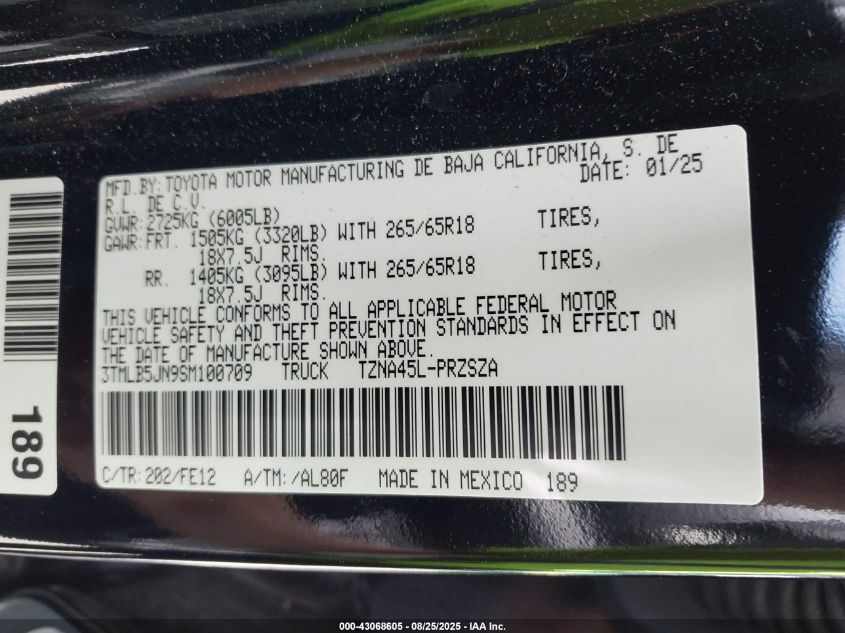 MFD. BY: TOYOTA MOTOR MANUFACTURING DE BAJA CALIFORNIA, S. DE
R.L. DE C.V. DATE: 01/25
GVWR: 2725KG (6005LB)
GAWR: FRT. 1505KG (3320LB) WITH 265/65R18 TIRES,
18X7.5J RIMS.
RR. 1405KG (3095LB) WITH 265/65R18 TIRES,
18X7.5J RIMS.
THIS VEHICLE CONFORMS TO ALL APPLICABLE FEDERAL MOTOR
VEHICLE SAFETY AND THEFT PREVENTION STANDARDS IN EFFECT ON
THE DATE OF MANUFACTURE SHOWN ABOVE.
3TMLB5JN9SM100709 TRUCK TZNA45L-PRZSZA
C/TR: 202/FE12 A/TM: /AL80F MADE IN MEXICO 189
189
000-43068605 - 08/25/2025 - IAA Inc.